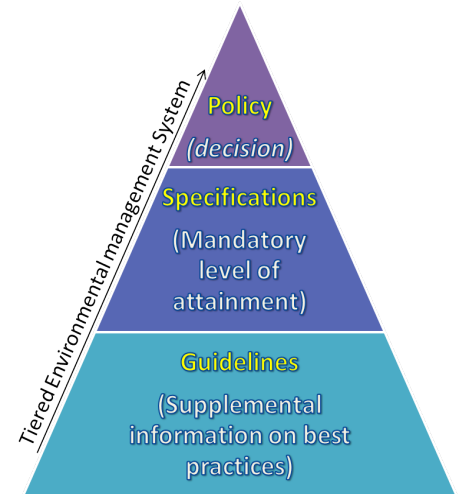 Tiered Environmental management System
Policy
(decision)
Specifications
(Mandatory
level of
attainment)
Guidelines
(Supplemental
information on best
practices)